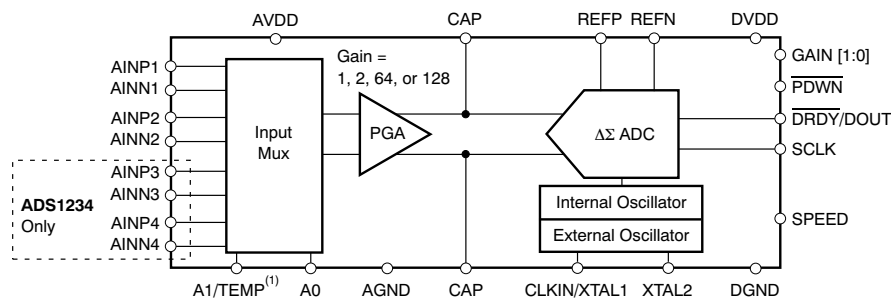 AVDD
CAP
REFP
REFN
DVDD
Gain =
1, 2, 64, or 128
AINP1
AINN1
AINP2
AINN2
AINP3
AINN3
AINP4
AINN4
ADS1234
Only
Input
Mux
PGA
ΔΣ ADC
Internal Oscillator
External Oscillator
GAIN [1:0]
PDWN
DRDY/DOUT
SCLK
SPEED
A1/TEMP(1)
A0
AGND
CAP
CLKIN/XTAL1
XTAL2
DGND